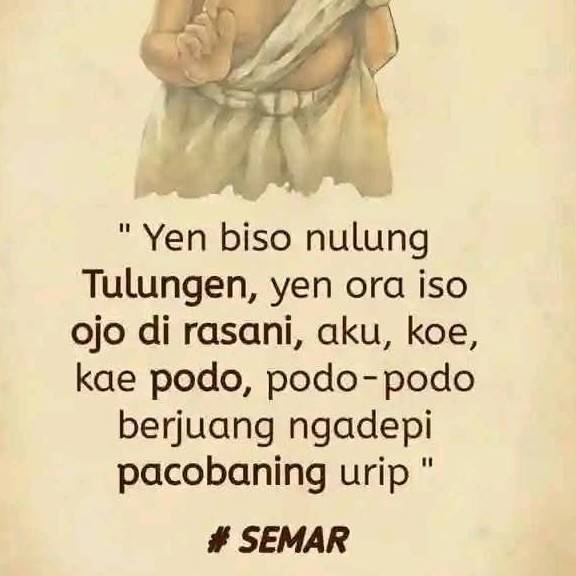 " Yen biso nulung
Tulungen, yen ora iso
ojo di rasani, aku, koe,
kae podo, podo-podo
berjuang ngadepi
pacobaning urip "
# SEMAR